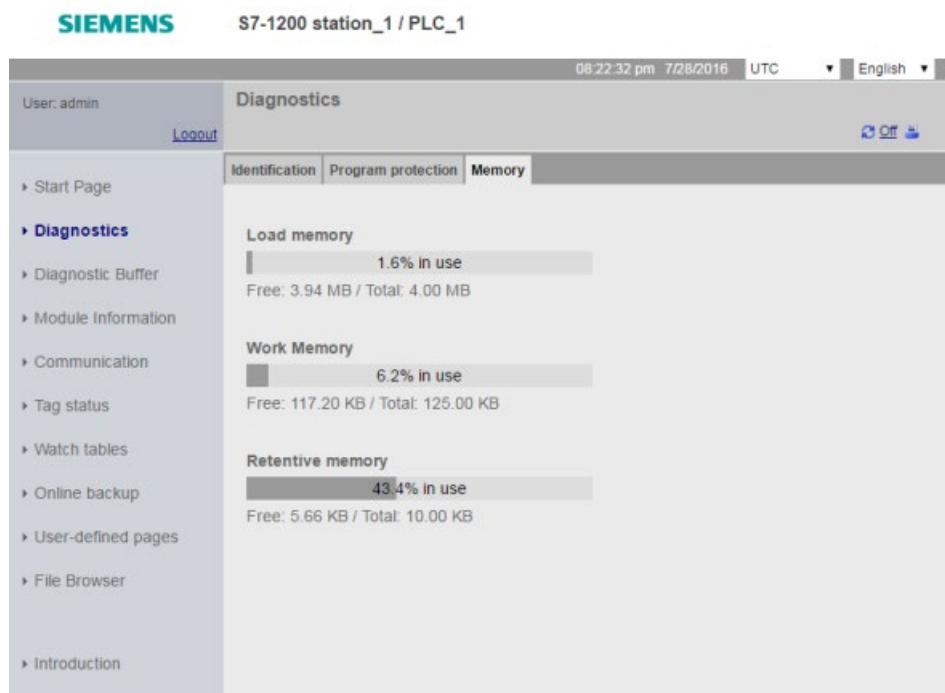 SIEMENS S7-1200 station_1 / PLC_1
08:22:32 pm 7/28/2016 UTC English
User: admin
Logout
Diagnostics
Off
Identification Program protection Memory
Start Page
Diagnostics
Diagnostic Buffer
Module Information
Communication
Tag status
Watch tables
Online backup
User-defined pages
File Browser
Introduction
Load memory
1.6% in use
Free: 3.94 MB / Total: 4.00 MB
Work Memory
6.2% in use
Free: 117.20 KB / Total: 125.00 KB
Retentive memory
43.4% in use
Free: 5.66 KB / Total: 10.00 KB